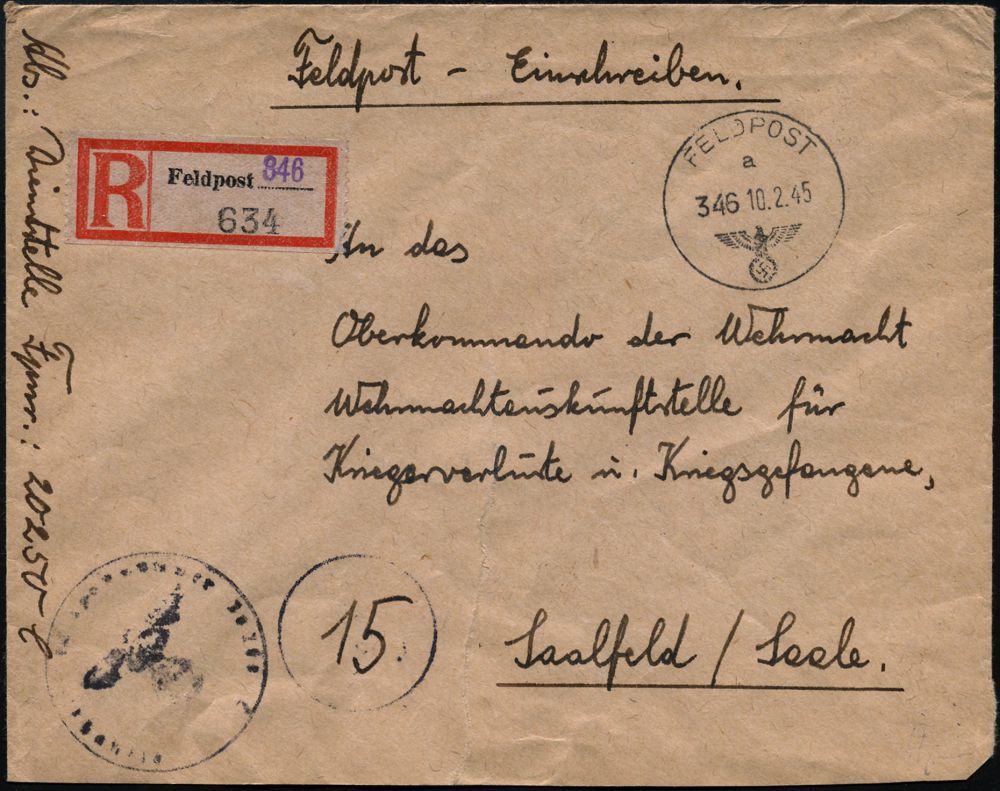 Feldpost - Einschreiben.
R Feldpost 346
634
FELDPOST
a
346 10.2.45
An das
Oberkommando der Wehrmacht
Wehrmachtauskunftstelle für
Kriegerverluste u. Kriegsgefangene,
15.
Saalfeld / Saale.
Abs.: Dienststelle Fpnr.: 20250 C